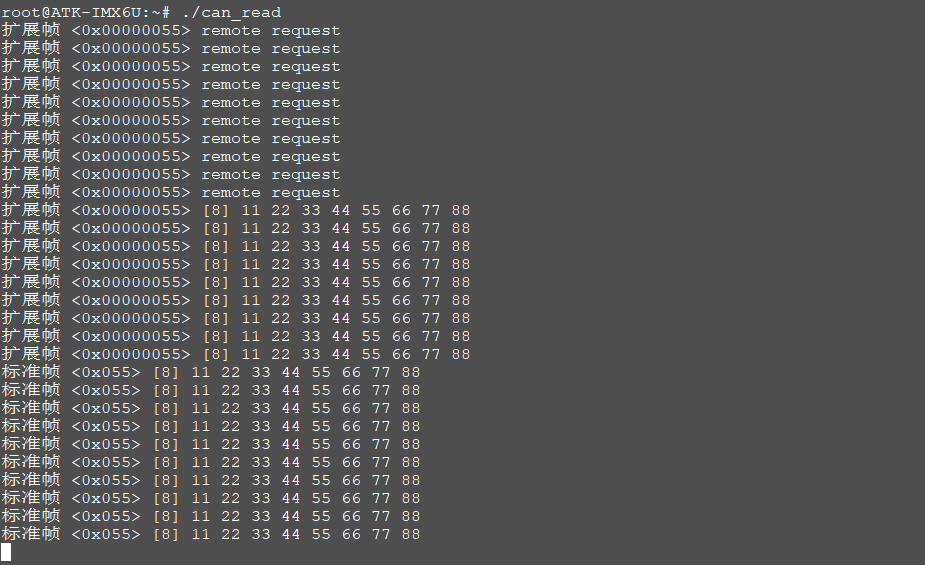 root@ATK-IMX6U:~# ./can_read
扩展帧 <0x00000055> remote request
扩展帧 <0x00000055> remote request
扩展帧 <0x00000055> remote request
扩展帧 <0x00000055> remote request
扩展帧 <0x00000055> remote request
扩展帧 <0x00000055> remote request
扩展帧 <0x00000055> remote request
扩展帧 <0x00000055> remote request
扩展帧 <0x00000055> remote request
扩展帧 <0x00000055> remote request
扩展帧 <0x00000055> [8] 11 22 33 44 55 66 77 88
扩展帧 <0x00000055> [8] 11 22 33 44 55 66 77 88
扩展帧 <0x00000055> [8] 11 22 33 44 55 66 77 88
扩展帧 <0x00000055> [8] 11 22 33 44 55 66 77 88
扩展帧 <0x00000055> [8] 11 22 33 44 55 66 77 88
扩展帧 <0x00000055> [8] 11 22 33 44 55 66 77 88
扩展帧 <0x00000055> [8] 11 22 33 44 55 66 77 88
扩展帧 <0x00000055> [8] 11 22 33 44 55 66 77 88
扩展帧 <0x00000055> [8] 11 22 33 44 55 66 77 88
标准帧 <0x055> [8] 11 22 33 44 55 66 77 88
标准帧 <0x055> [8] 11 22 33 44 55 66 77 88
标准帧 <0x055> [8] 11 22 33 44 55 66 77 88
标准帧 <0x055> [8] 11 22 33 44 55 66 77 88
标准帧 <0x055> [8] 11 22 33 44 55 66 77 88
标准帧 <0x055> [8] 11 22 33 44 55 66 77 88
标准帧 <0x055> [8] 11 22 33 44 55 66 77 88
标准帧 <0x055> [8] 11 22 33 44 55 66 77 88
标准帧 <0x055> [8] 11 22 33 44 55 66 77 88
标准帧 <0x055> [8] 11 22 33 44 55 66 77 88